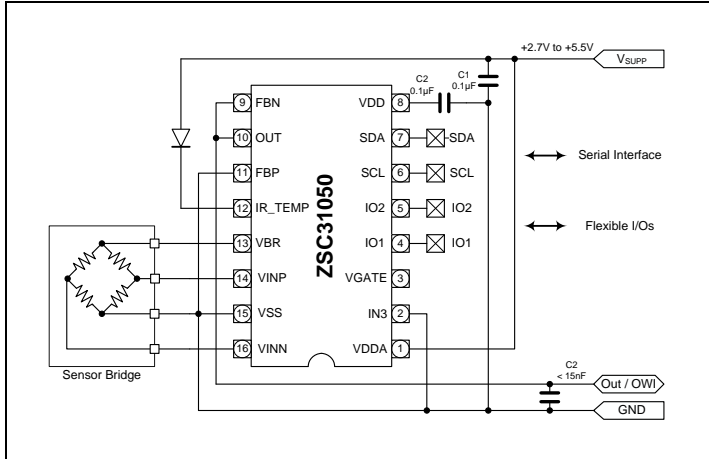 +2.7V to +5.5V
VSUPP
C2
0.1µF
C1
0.1µF
9 FBN
VDD 8
10 OUT
SDA 7 SDA
Serial Interface
11 FBP
SCL 6 SCL
12 IR_TEMP
IO2 5 IO2
Flexible I/Os
13 VBR
IO1 4 IO1
ZSC31050
14 VINP
VGATE 3
15 VSS
IN3 2
16 VINN
VDDA 1
Sensor Bridge
C2
< 15nF
Out / OWI
GND